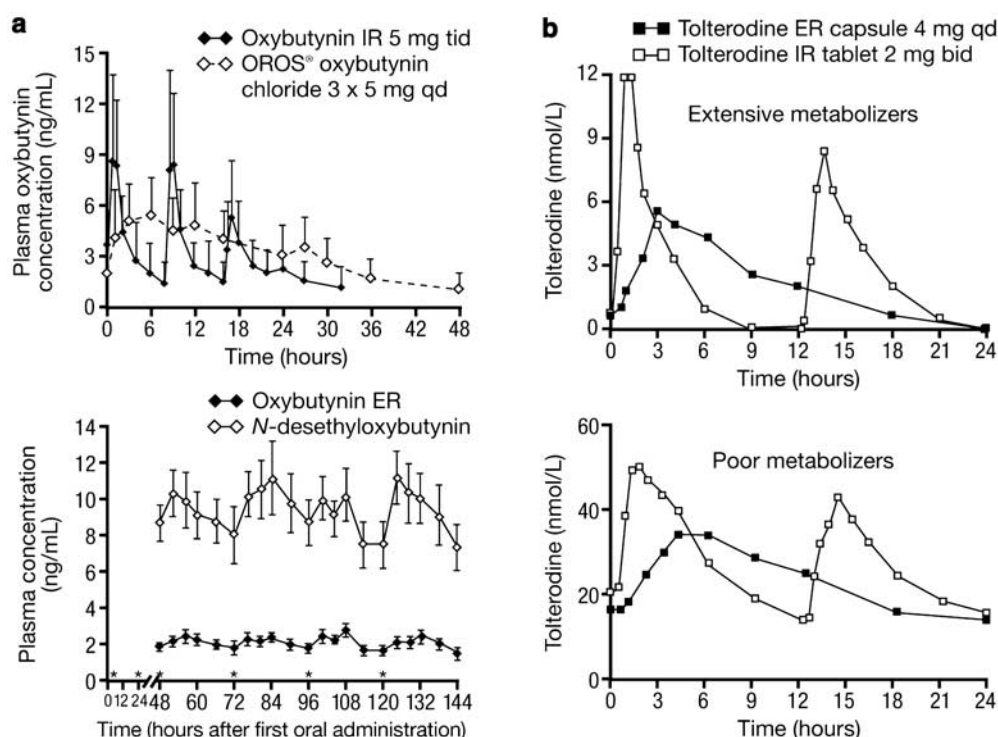 a
Oxybutynin IR 5 mg tid
OROS® oxybutynin
chloride 3 x 5 mg qd
Plasma oxybutynin
concentration (ng/mL)
15
12
9
6
3
0
0 6 12 18 24 30 36 42 48
Time (hours)
Oxybutynin ER
N-desethyloxybutynin
Plasma concentration
(ng/mL)
14
12
10
8
6
4
2
0
* * * * * *
0 12 24 48 60 72 84 96 108 120 132 144
Time (hours after first oral administration)
b
Tolterodine ER capsule 4 mg qd
Tolterodine IR tablet 2 mg bid
Extensive metabolizers
Tolterodine (nmol/L)
12
9
6
3
0
0 3 6 9 12 15 18 21 24
Time (hours)
Poor metabolizers
Tolterodine (nmol/L)
60
40
20
0
0 3 6 9 12 15 18 21 24
Time (hours)